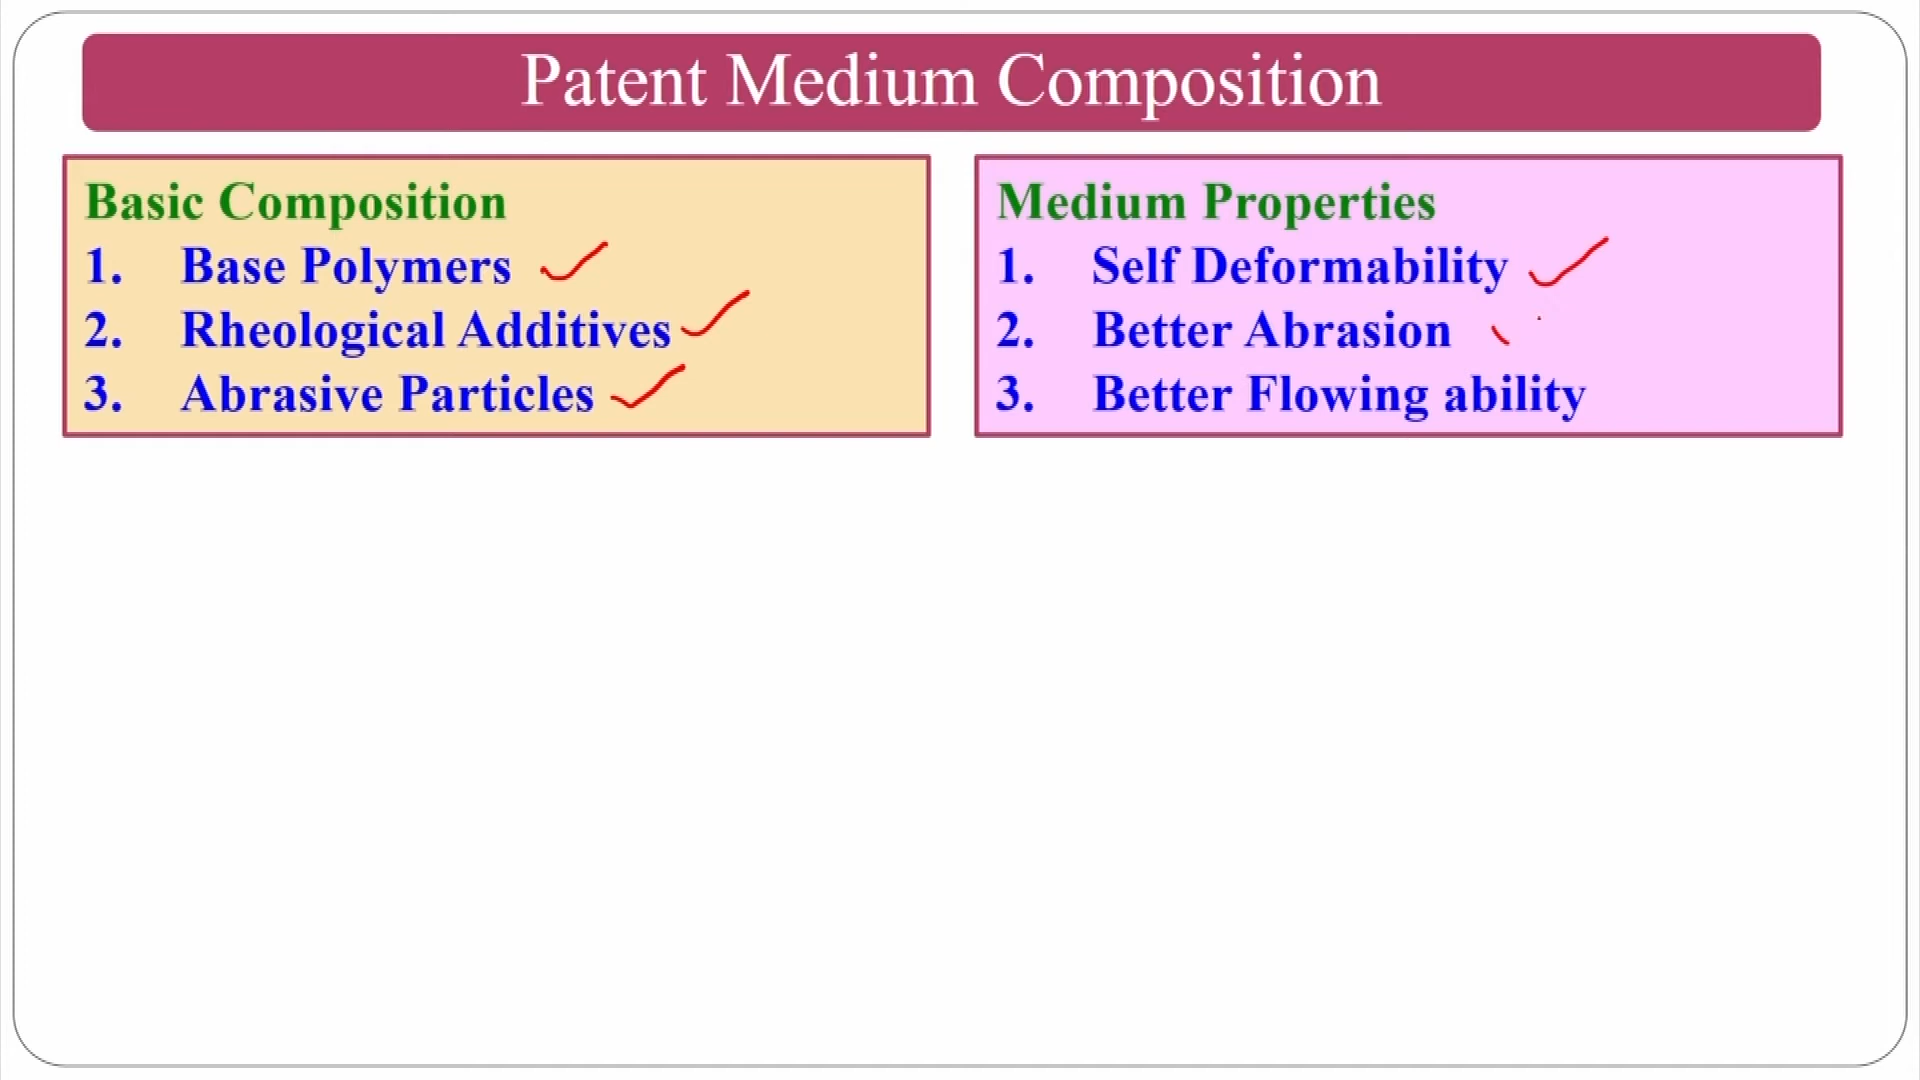 Patent Medium Composition
Basic Composition
1. Base Polymers
2. Rheological Additives
3. Abrasive Particles
Medium Properties
1. Self Deformability
2. Better Abrasion
3. Better Flowing ability